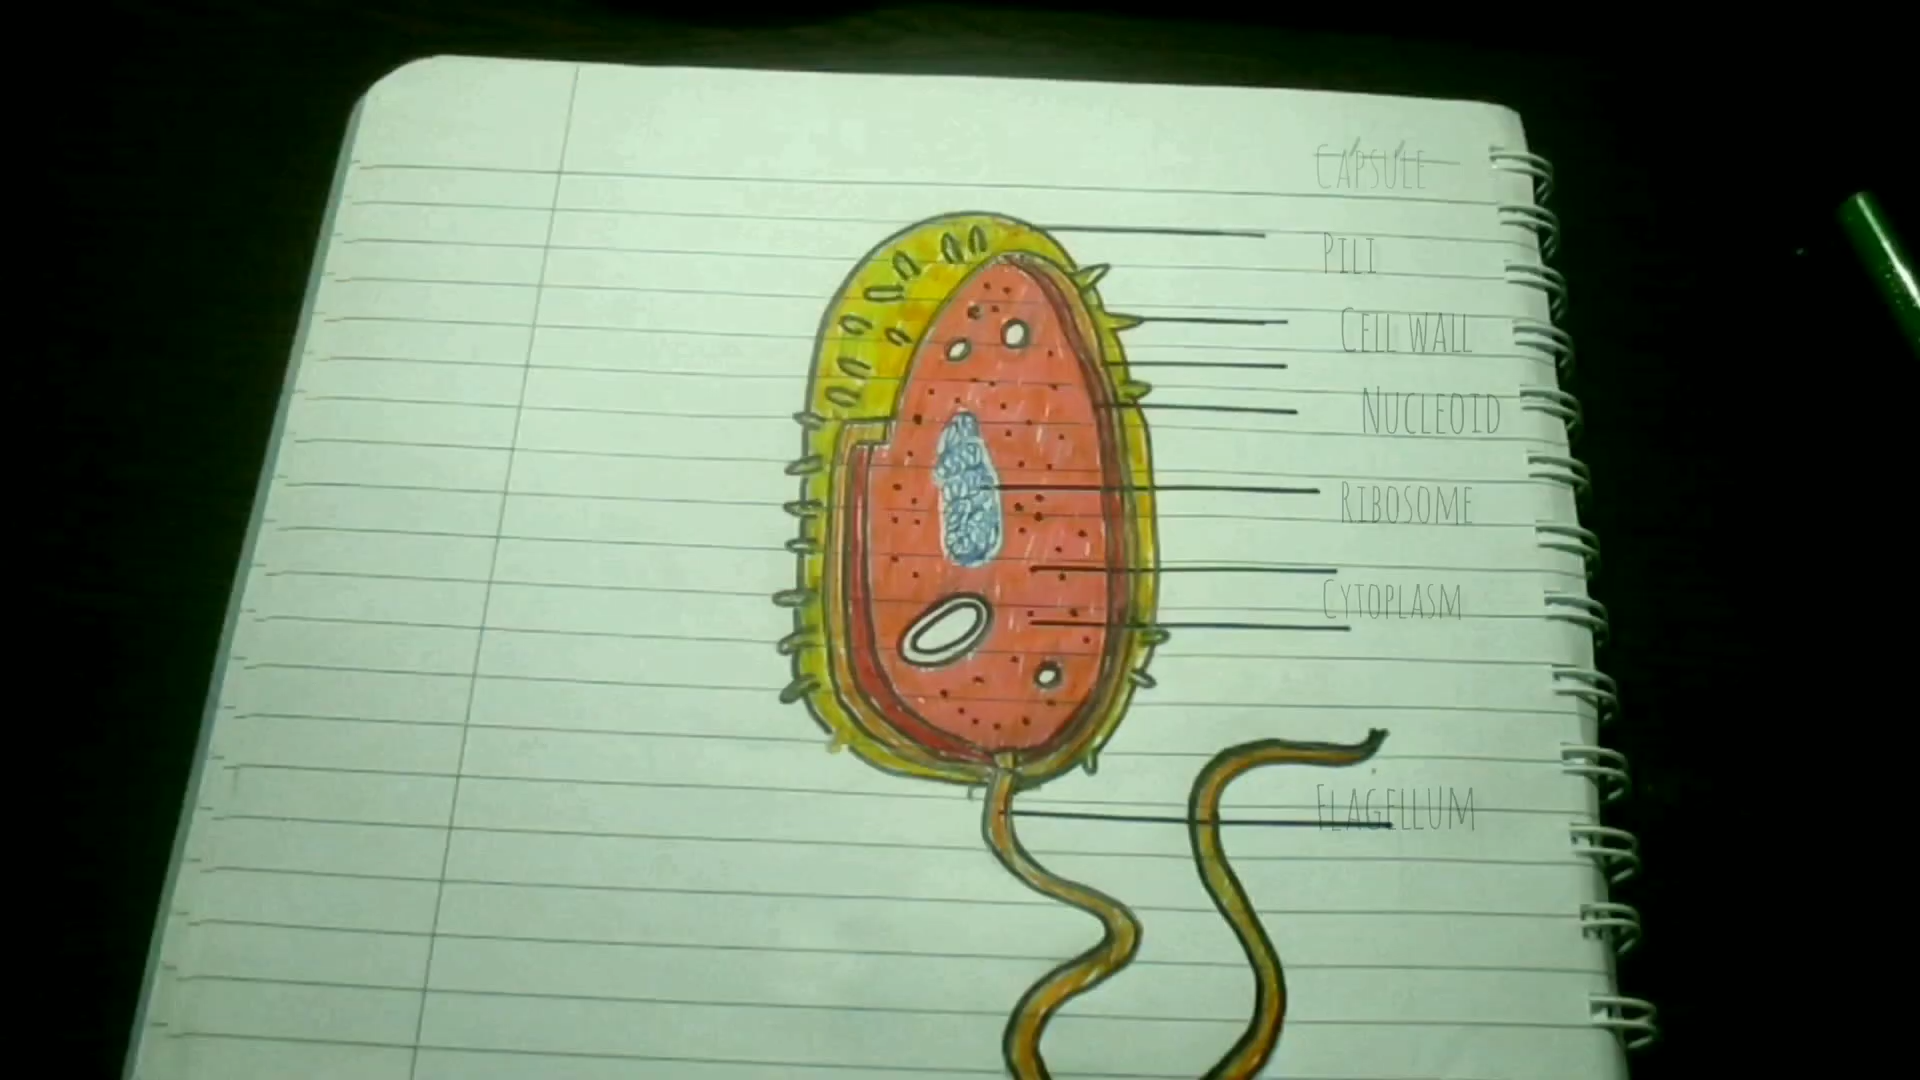 CAPSULE
PILI
CELL WALL
NUCLEOID
RIBOSOME
CYTOPLASM
FLAGELLUM